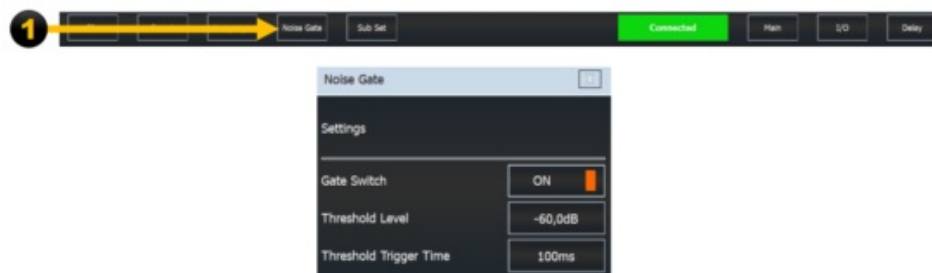 1
Noise Gate Sub Set Connected Main I/O Delay
Noise Gate
Settings
Gate Switch ON
Threshold Level -60,0dB
Threshold Trigger Time 100ms